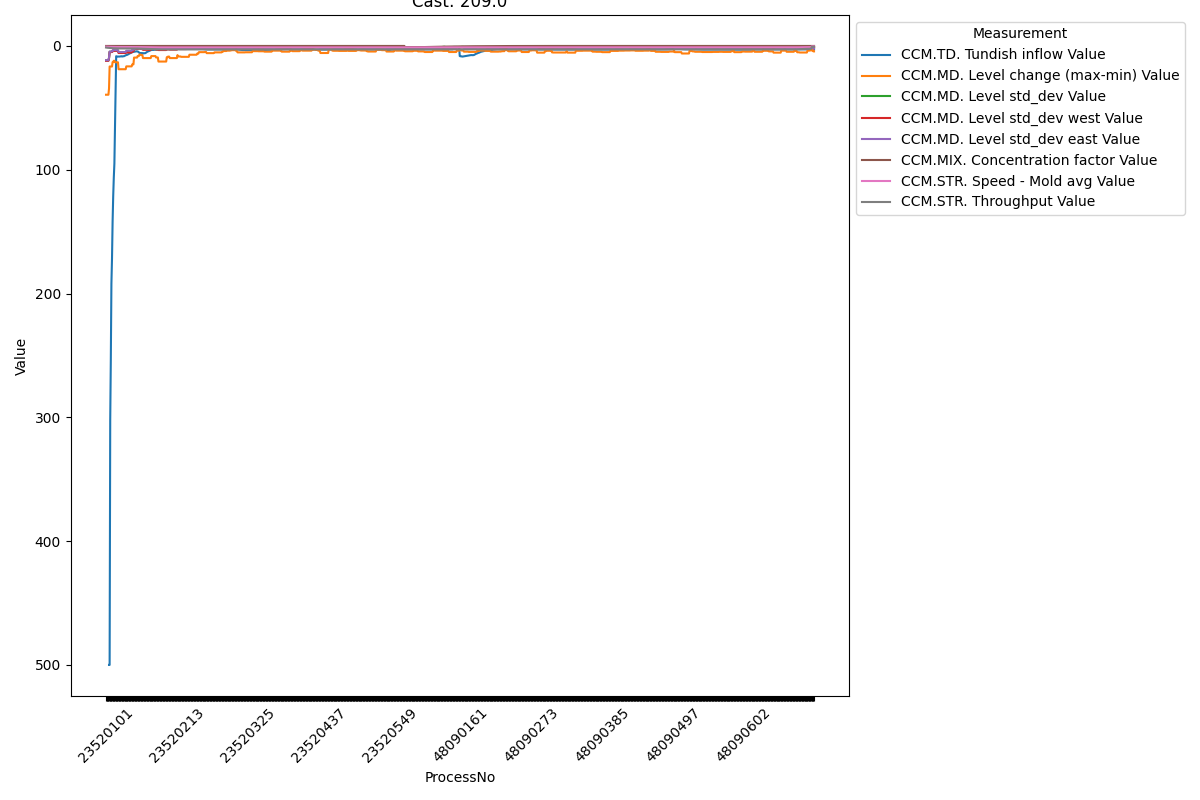 Cast: 209.0
Measurement
CCM.TD. Tundish inflow Value
CCM.MD. Level change (max-min) Value
CCM.MD. Level std_dev Value
CCM.MD. Level std_dev west Value
CCM.MD. Level std_dev east Value
CCM.MIX. Concentration factor Value
CCM.STR. Speed - Mold avg Value
CCM.STR. Throughput Value
0
100
200
300
400
500
Value
23520101
23520213
23520325
23520437
23520549
48090161
48090273
48090385
48090497
48090602
ProcessNo